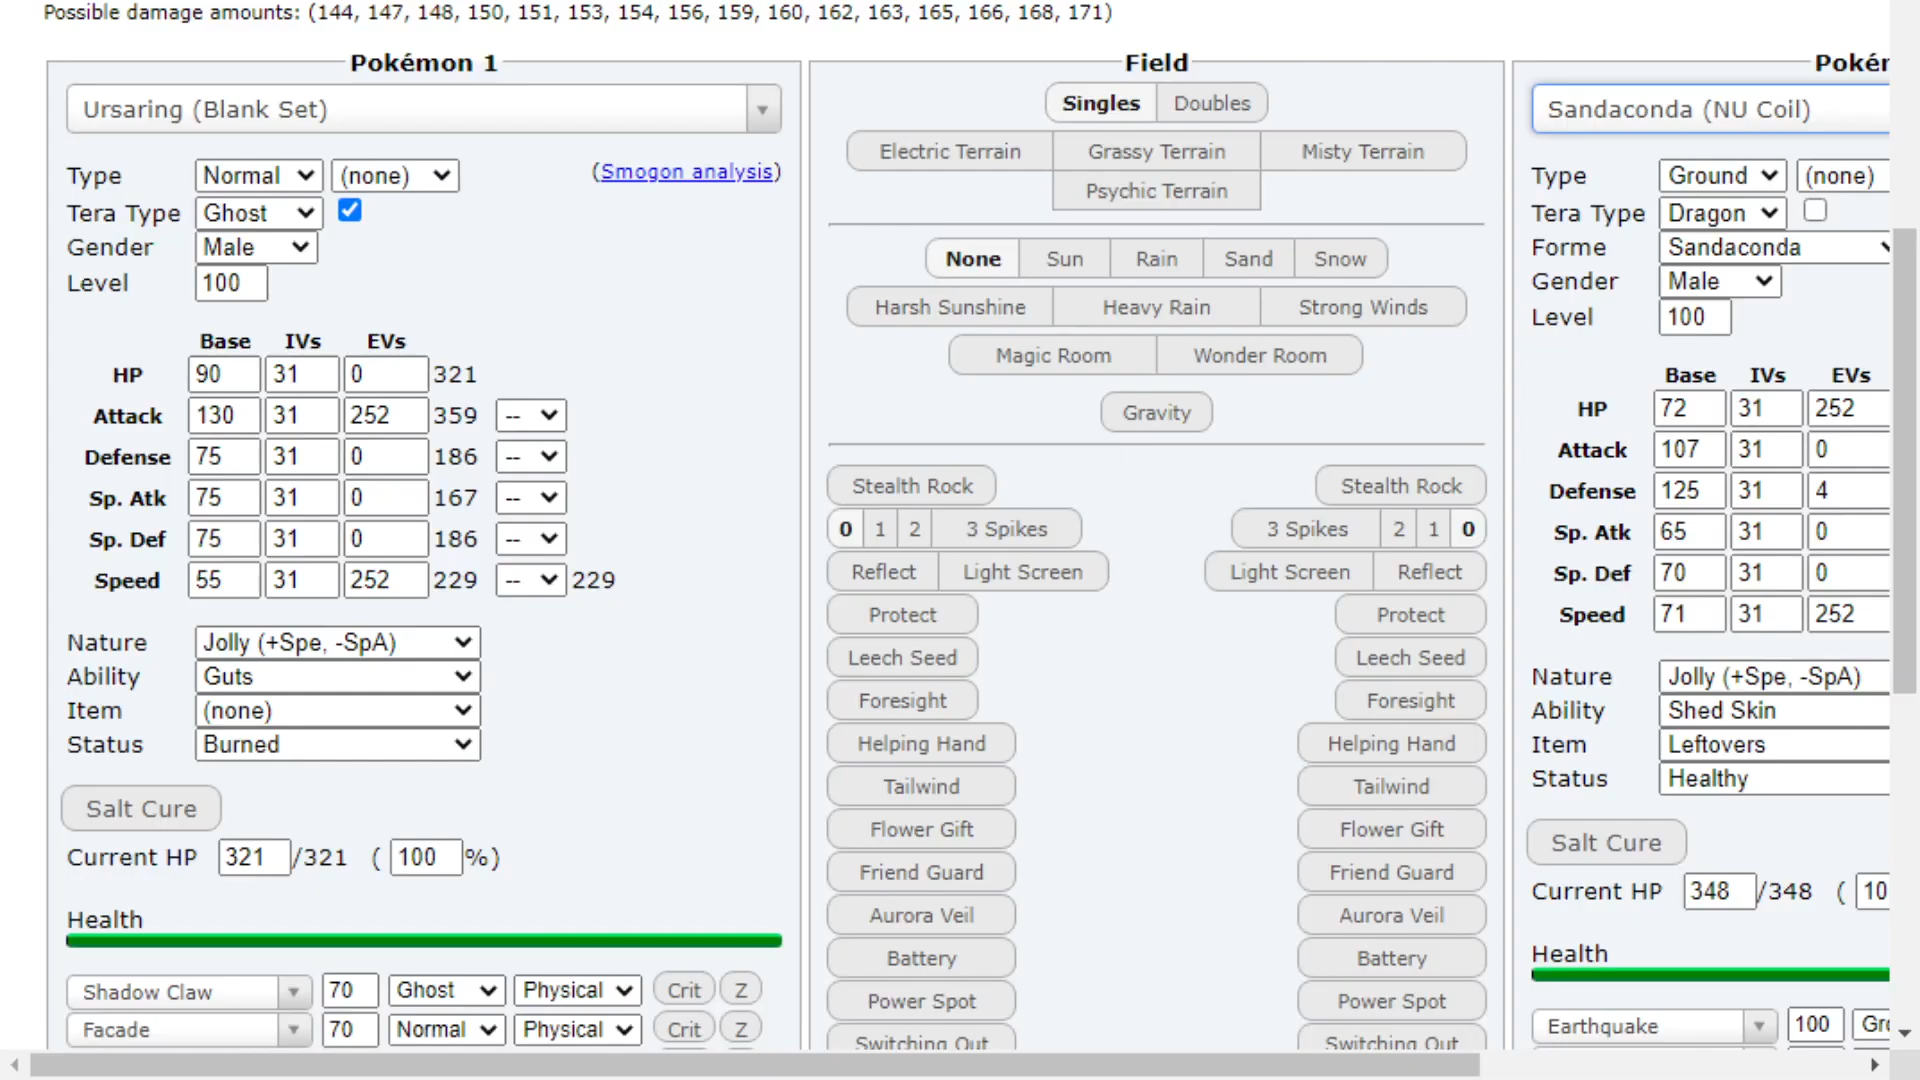 Possible damage amounts: (144, 147, 148, 150, 151, 153, 154, 156, 159, 160, 162, 163, 165, 166, 168, 171)
Pokémon 1
Ursaring (Blank Set)
Type Normal (none) (Smogon analysis)
Tera Type Ghost
Gender Male
Level 100
Base IVs EVs
HP 90 31 0 321
Attack 130 31 252 359 --
Defense 75 31 0 186 --
Sp. Atk 75 31 0 167 --
Sp. Def 75 31 0 186 --
Speed 55 31 252 229 -- 229
Nature Jolly (+Spe, -SpA)
Ability Guts
Item (none)
Status Burned
Salt Cure
Current HP 321/321 (100%)
Health
Shadow Claw 70 Ghost Physical Crit Z
Facade 70 Normal Physical Crit Z
Field
Singles Doubles
Electric Terrain Grassy Terrain Misty Terrain
Psychic Terrain
None Sun Rain Sand Snow
Harsh Sunshine Heavy Rain Strong Winds
Magic Room Wonder Room
Gravity
Stealth Rock Stealth Rock
0 1 2 3 Spikes 3 Spikes 2 1 0
Reflect Light Screen Light Screen Reflect
Protect Protect
Leech Seed Leech Seed
Foresight Foresight
Helping Hand Helping Hand
Tailwind Tailwind
Flower Gift Flower Gift
Friend Guard Friend Guard
Aurora Veil Aurora Veil
Battery Battery
Power Spot Power Spot
Switching Out Switching Out
Pokér
Sandaconda (NU Coil)
Type Ground (none)
Tera Type Dragon
Forme Sandaconda
Gender Male
Level 100
Base IVs EVs
HP 72 31 252
Attack 107 31 0
Defense 125 31 4
Sp. Atk 65 31 0
Sp. Def 70 31 0
Speed 71 31 252
Nature Jolly (+Spe, -SpA)
Ability Shed Skin
Item Leftovers
Status Healthy
Salt Cure
Current HP 348/348 (10
Health
Earthquake 100 Gro